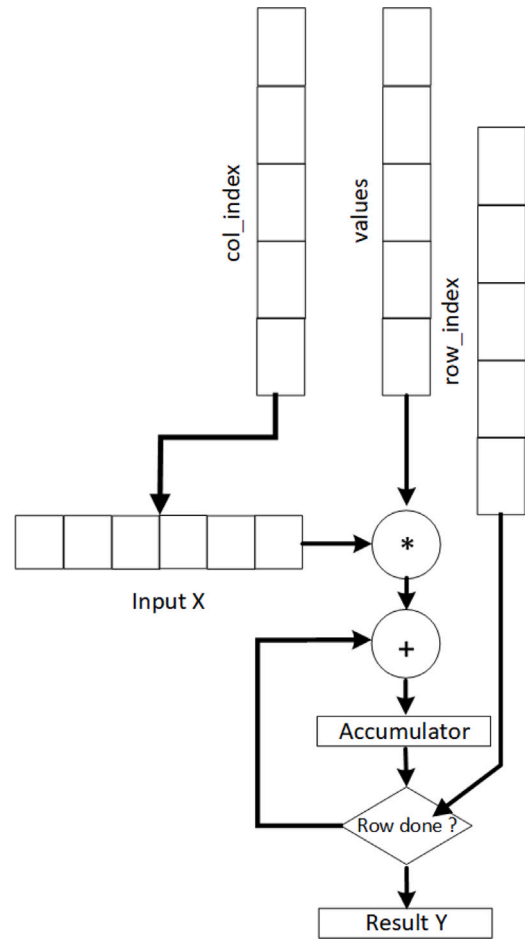 col_index
values
row_index
Input X
*
+
Accumulator
Row done ?
Result Y